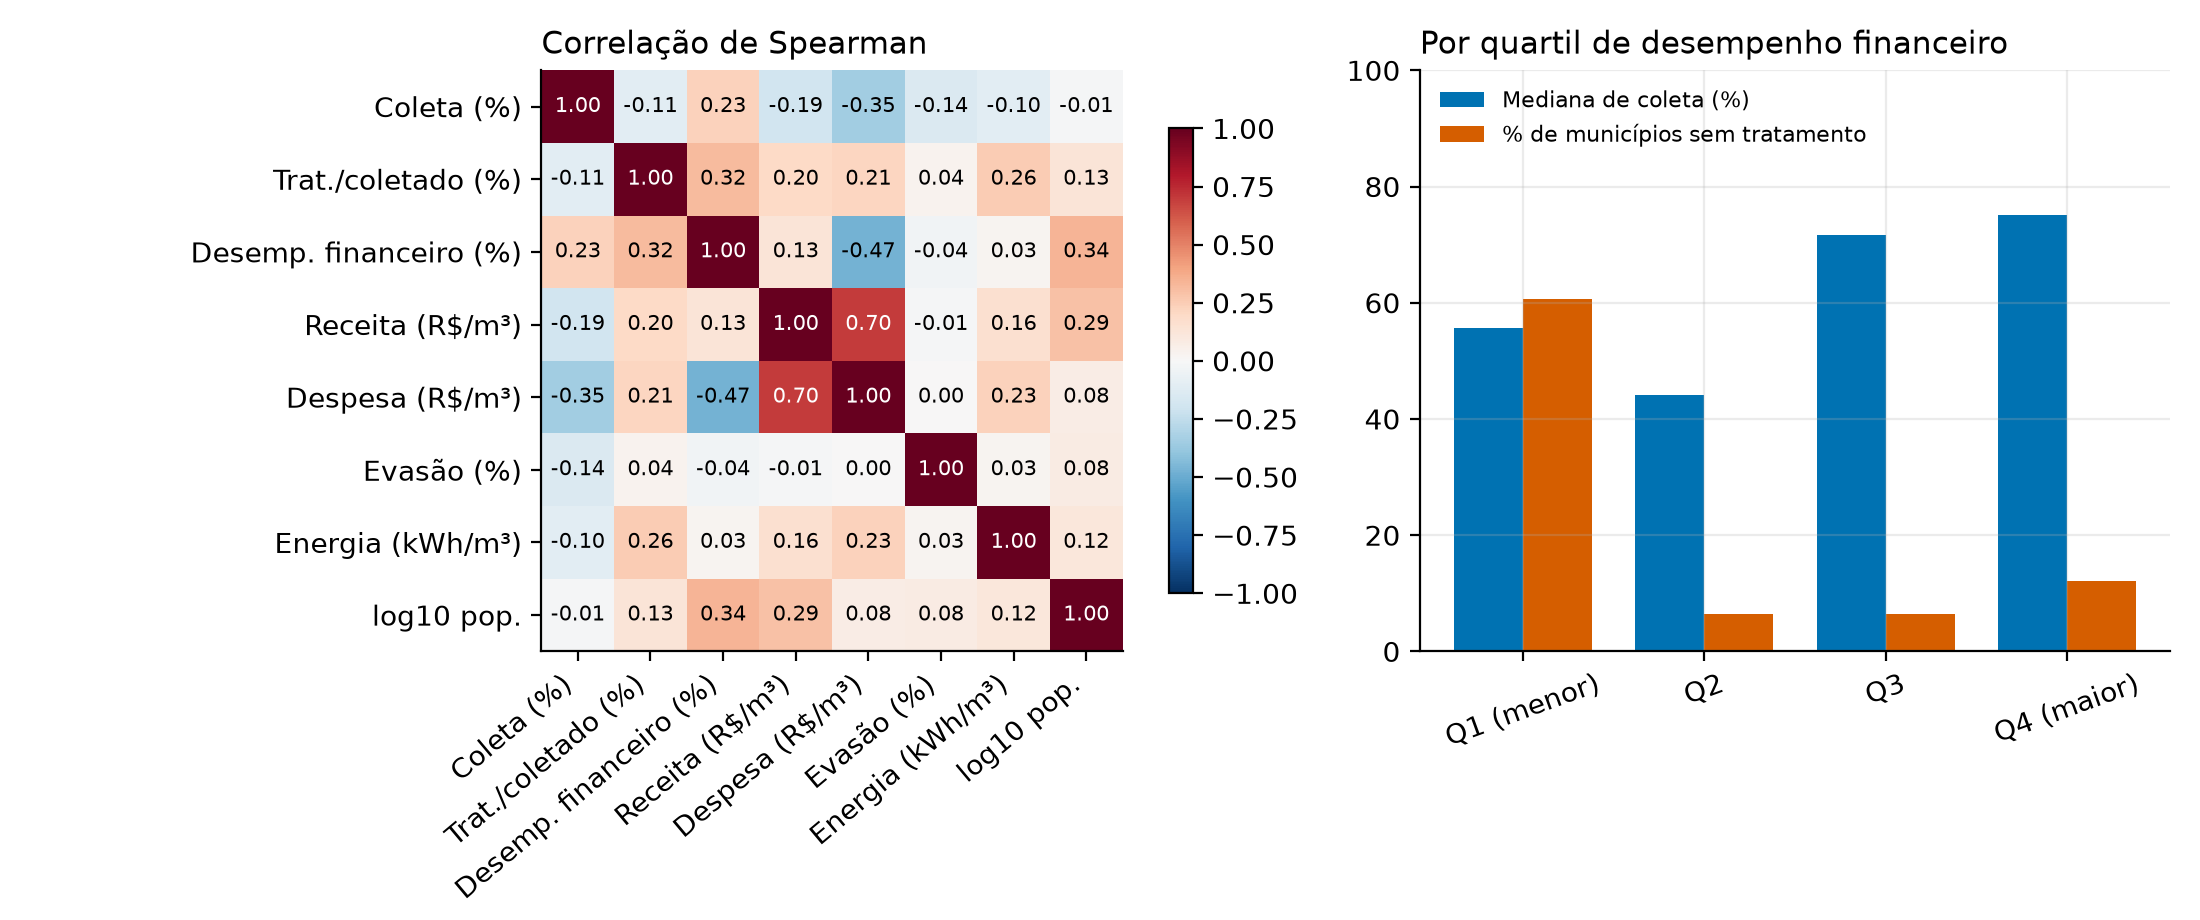 Correlação de Spearman
Coleta (%) 1.00 -0.11 0.23 -0.19 -0.35 -0.14 -0.10 -0.01
Trat./coletado (%) -0.11 1.00 0.32 0.20 0.21 0.04 0.26 0.13
Desemp. financeiro (%) 0.23 0.32 1.00 0.13 -0.47 -0.04 0.03 0.34
Receita (R$/m³) -0.19 0.20 0.13 1.00 0.70 -0.01 0.16 0.29
Despesa (R$/m³) -0.35 0.21 -0.47 0.70 1.00 0.00 0.23 0.08
Evasão (%) -0.14 0.04 -0.04 -0.01 0.00 1.00 0.03 0.08
Energia (kWh/m³) -0.10 0.26 0.03 0.16 0.23 0.03 1.00 0.12
log10 pop. -0.01 0.13 0.34 0.29 0.08 0.08 0.12 1.00
Coleta (%)
Trat./coletado (%)
Desemp. financeiro (%)
Receita (R$/m³)
Despesa (R$/m³)
Evasão (%)
Energia (kWh/m³)
log10 pop.
1.00
0.75
0.50
0.25
0.00
−0.25
−0.50
−0.75
−1.00
Por quartil de desempenho financeiro
Mediana de coleta (%)
% de municípios sem tratamento
100
80
60
40
20
0
Q1 (menor)
Q2
Q3
Q4 (maior)